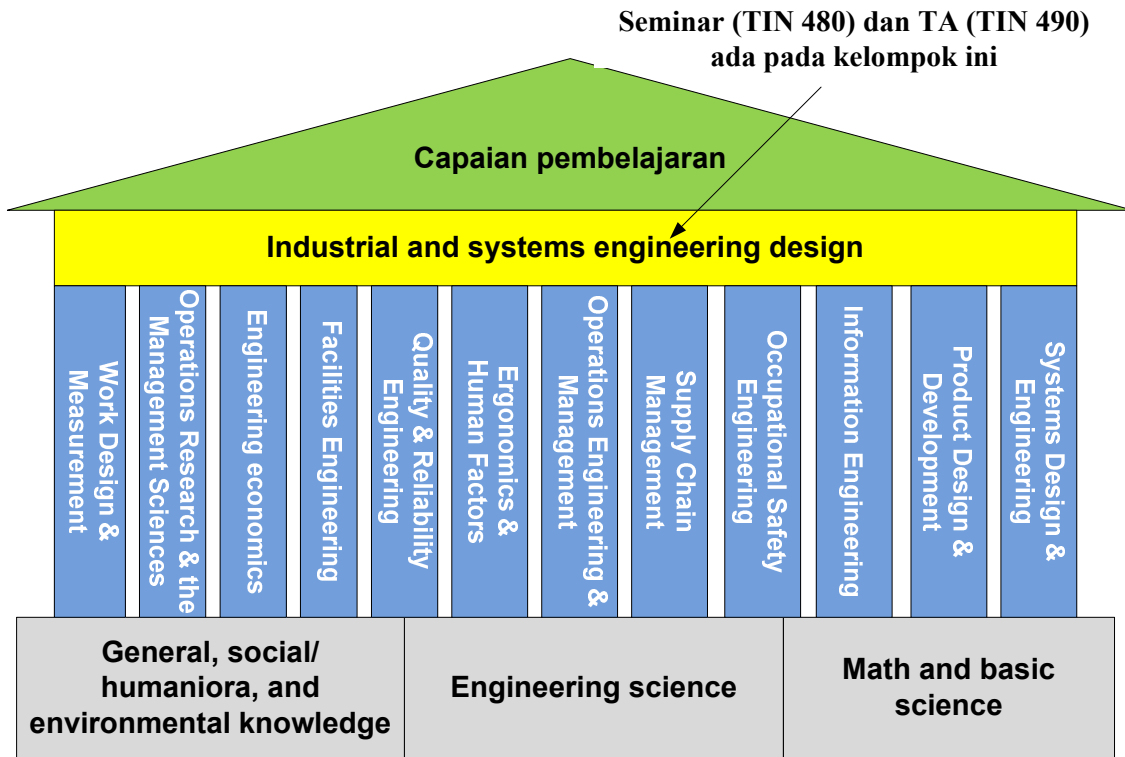 Seminar (TIN 480) dan TA (TIN 490)
ada pada kelompok ini
Capaian pembelajaran
Industrial and systems engineering design
Work Design &
Measurement
Operations Research & the
Management Sciences
Engineering economics
Facilities Engineering
Quality & Reliability
Engineering
Ergonomics &
Human Factors
Operations Engineering &
Management
Supply Chain
Management
Occupational Safety
Engineering
Information Engineering
Product Design &
Development
Systems Design &
Engineering
General, social/
humaniora, and
environmental knowledge
Engineering science
Math and basic
science